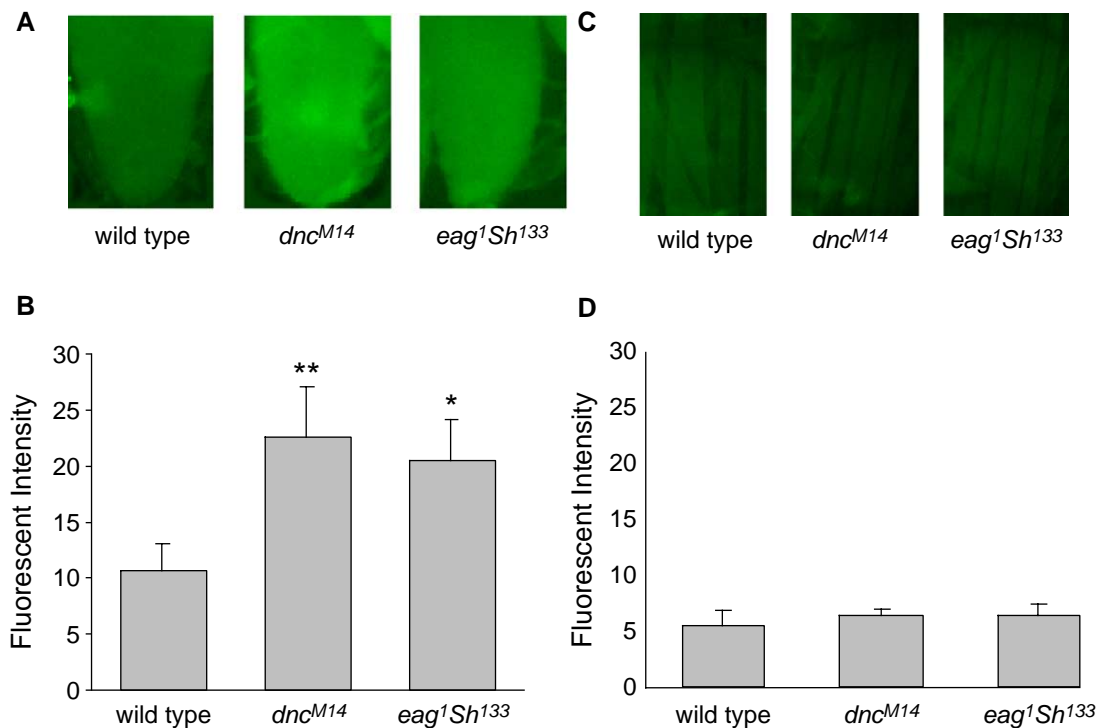 A
wild type dncM14 eag1Sh133
C
wild type dncM14 eag1Sh133
B
Fluorescent Intensity
30
25
20
15
10
5
0
**
*
wild type dncM14 eag1Sh133
D
Fluorescent Intensity
30
25
20
15
10
5
0
wild type dncM14 eag1Sh133